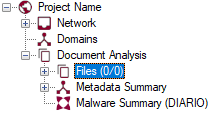 Project Name
Network
Domains
Document Analysis
Files (0/0)
Metadata Summary
Malware Summary (DIARIO)